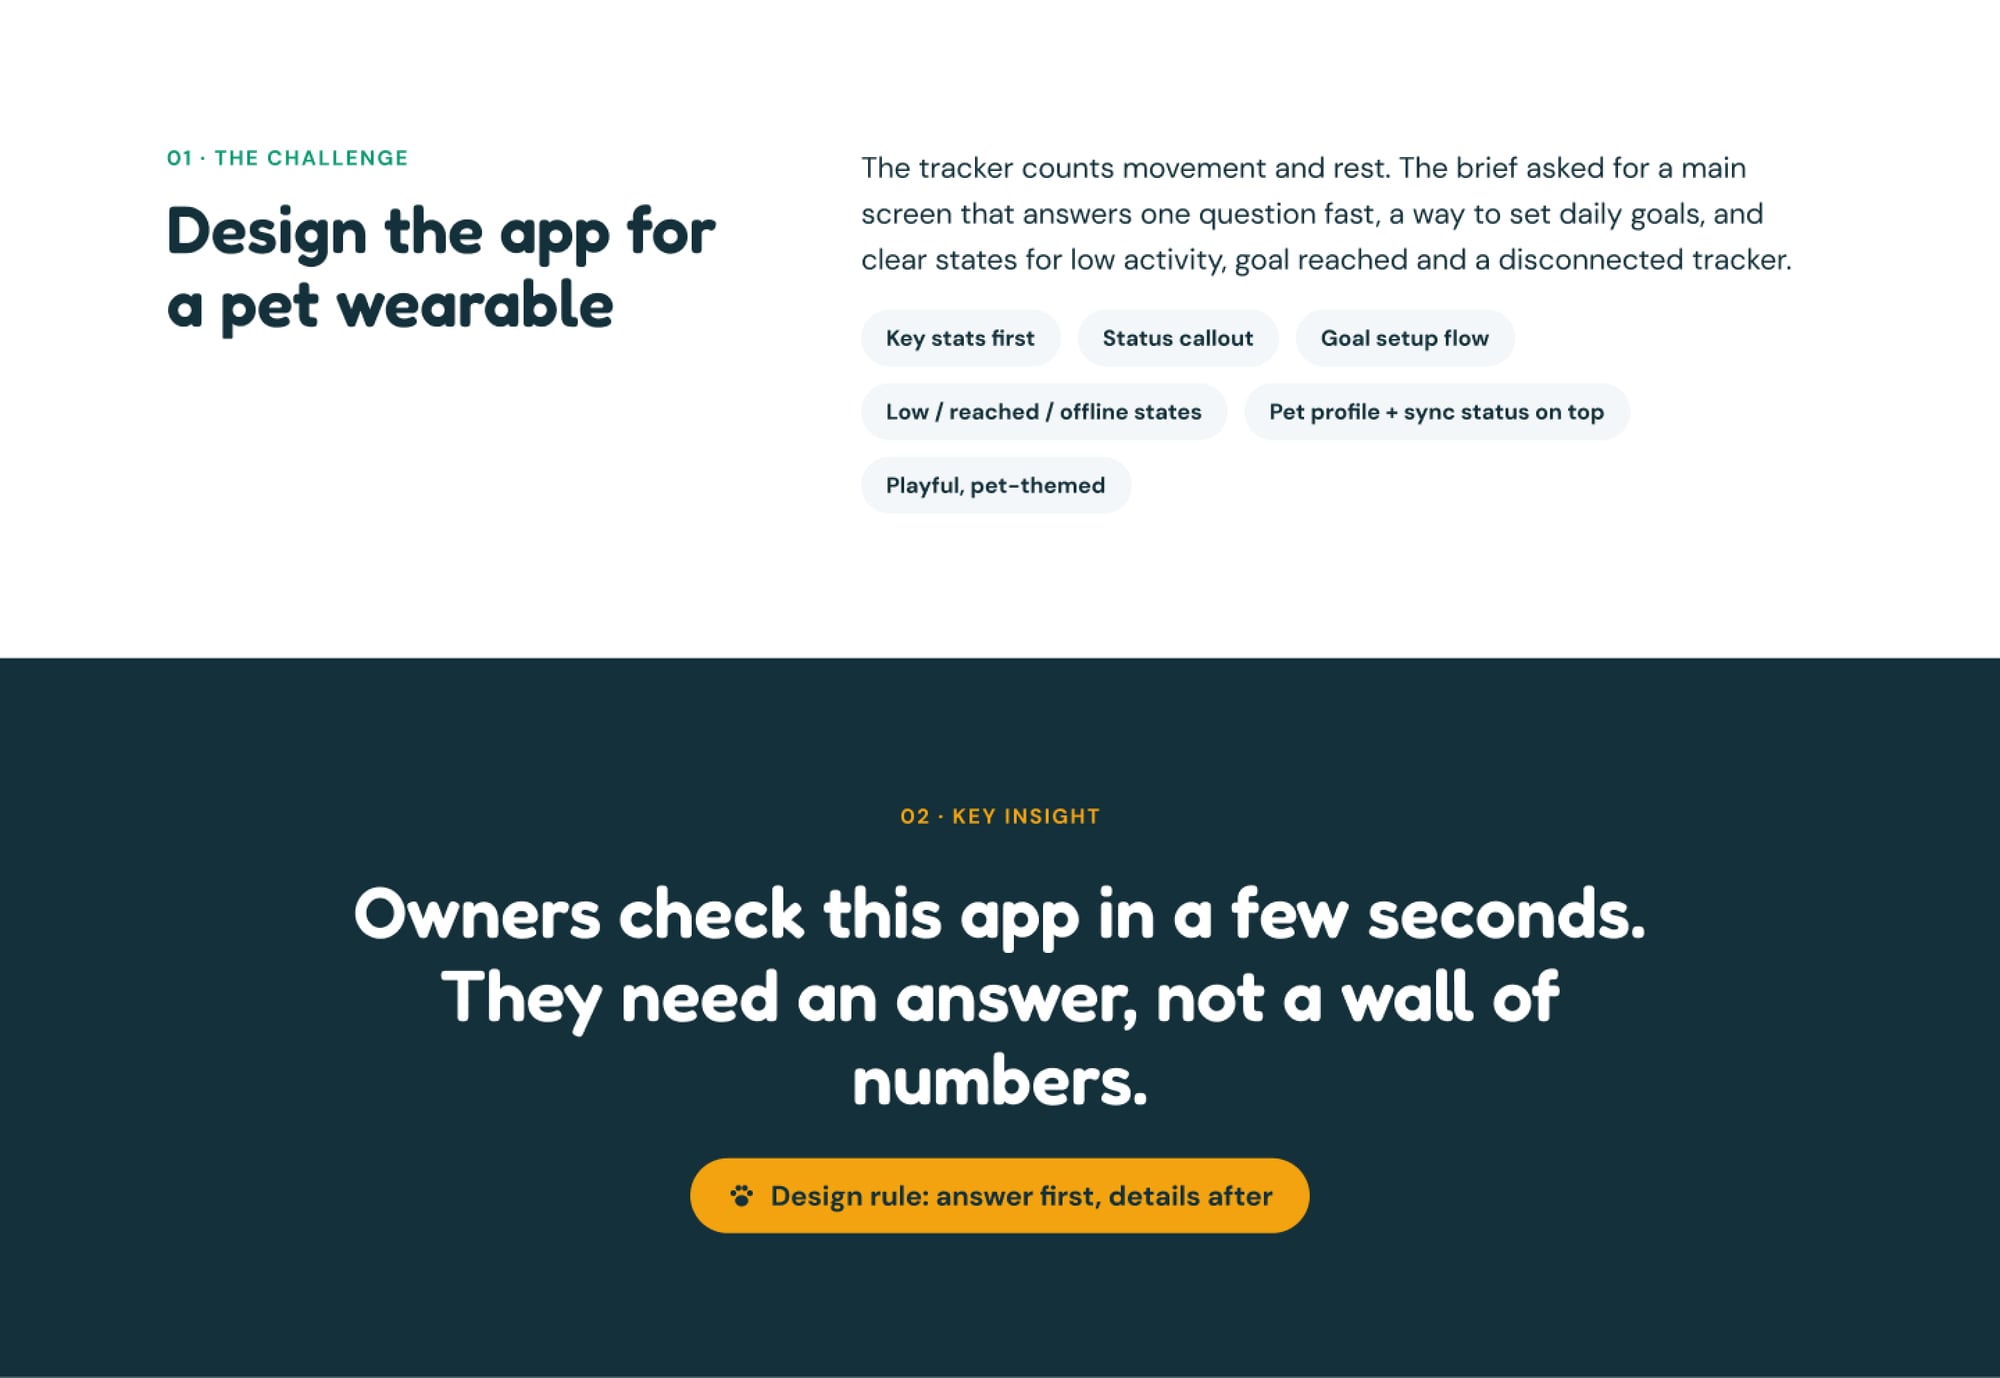 01 · THE CHALLENGE
Design the app for
a pet wearable
The tracker counts movement and rest. The brief asked for a main
screen that answers one question fast, a way to set daily goals, and
clear states for low activity, goal reached and a disconnected tracker.
Key stats first
Status callout
Goal setup flow
Low / reached / offline states
Pet profile + sync status on top
Playful, pet-themed
02 · KEY INSIGHT
Owners check this app in a few seconds.
They need an answer, not a wall of
numbers.
Design rule: answer first, details after